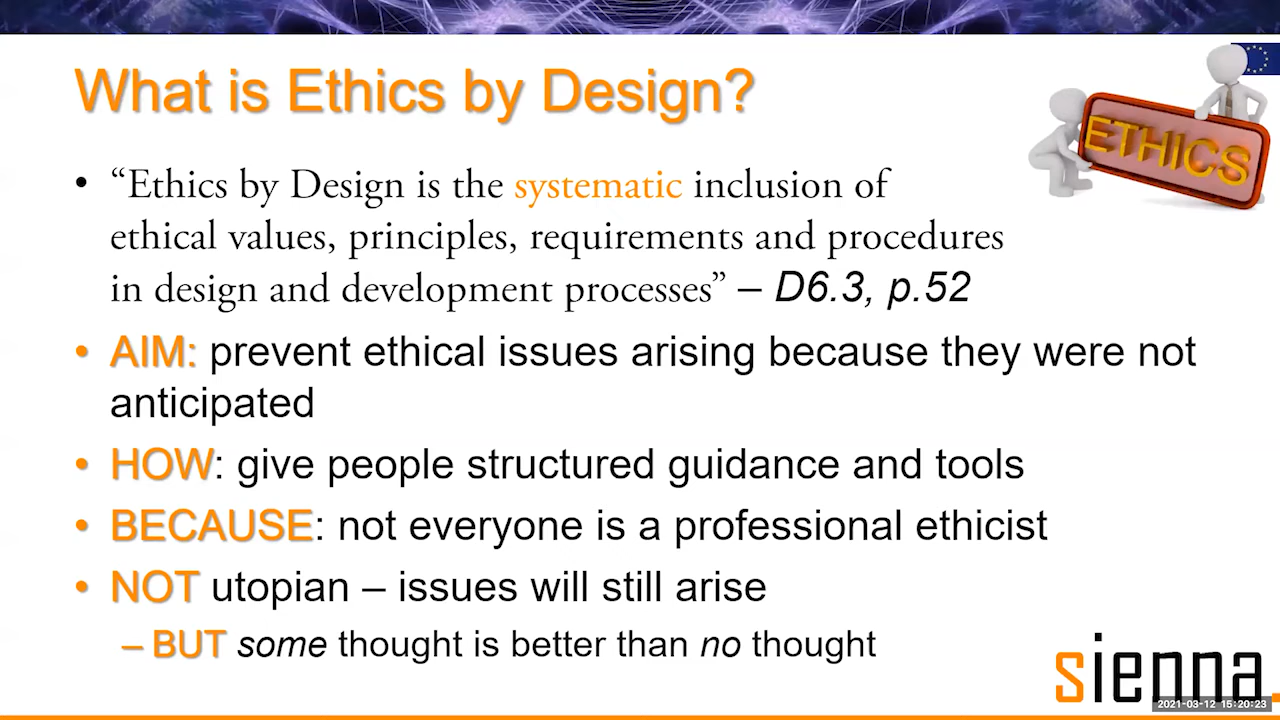 What is Ethics by Design?
ETHICS
• “Ethics by Design is the systematic inclusion of
ethical values, principles, requirements and procedures
in design and development processes” – D6.3, p.52
• AIM: prevent ethical issues arising because they were not
anticipated
• HOW: give people structured guidance and tools
• BECAUSE: not everyone is a professional ethicist
• NOT utopian – issues will still arise
– BUT some thought is better than no thought
sienna.
2021-03-12 15:20:23